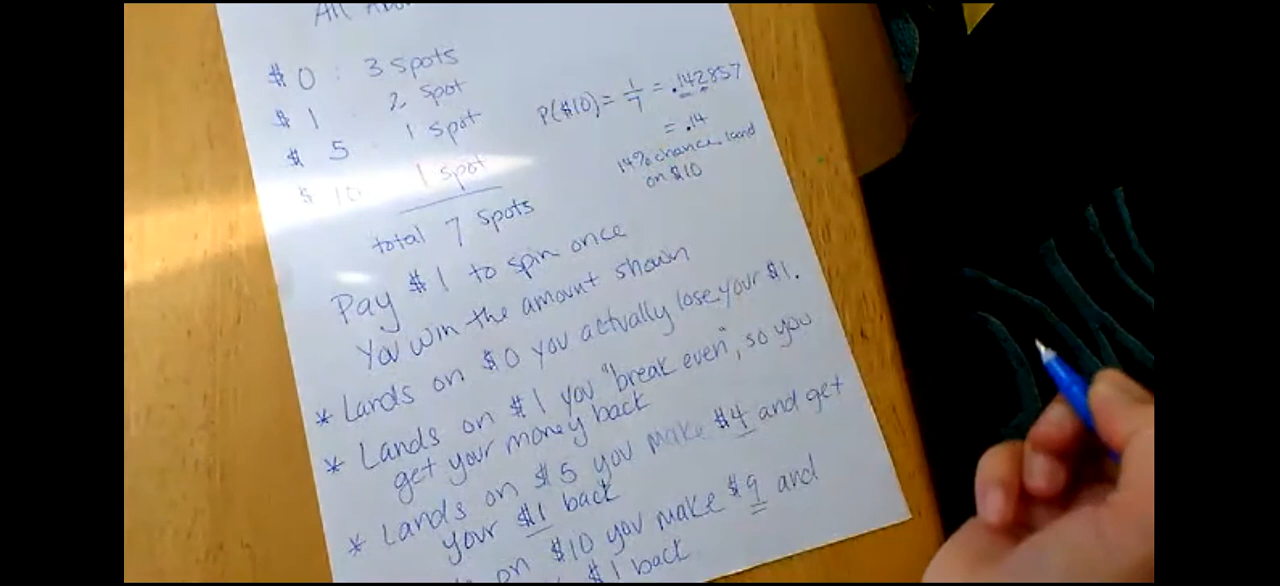 All
$ 0 : 3 spots
$ 1 2 spot
$ 5 1 spot
$ 10 1 spot
total 7 spots
P($10) = 1/7 = .142857
= .14
14% chance land
on $10
Pay $1 to spin once
You win the amount shown
* Lands on $0 you actually lose your $1.
* Lands on $1 you "break even", so you
get your money back
* Lands on $5 you make $4 and get
your $1 back
on $10 you make $9 and
$1 back